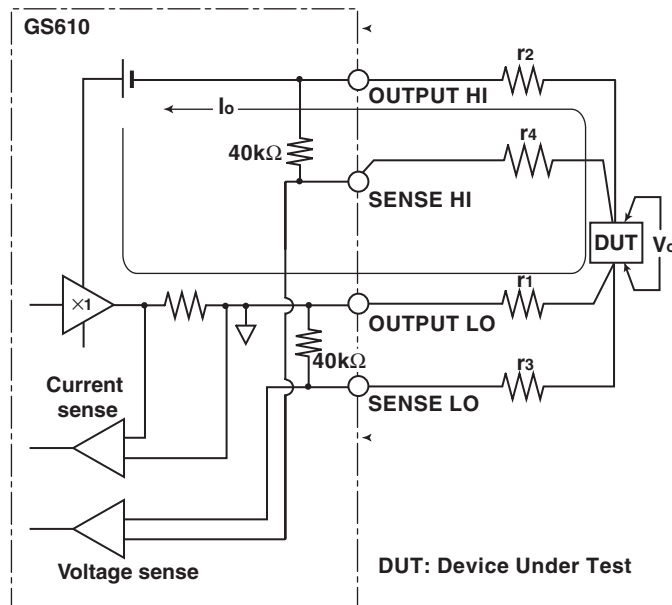 GS610
r2
OUTPUT HI
Io
r4
40kΩ
SENSE HI
DUT
r1
×1
OUTPUT LO
40kΩ
r3
Current
sense
SENSE LO
Voltage sense
DUT: Device Under Test